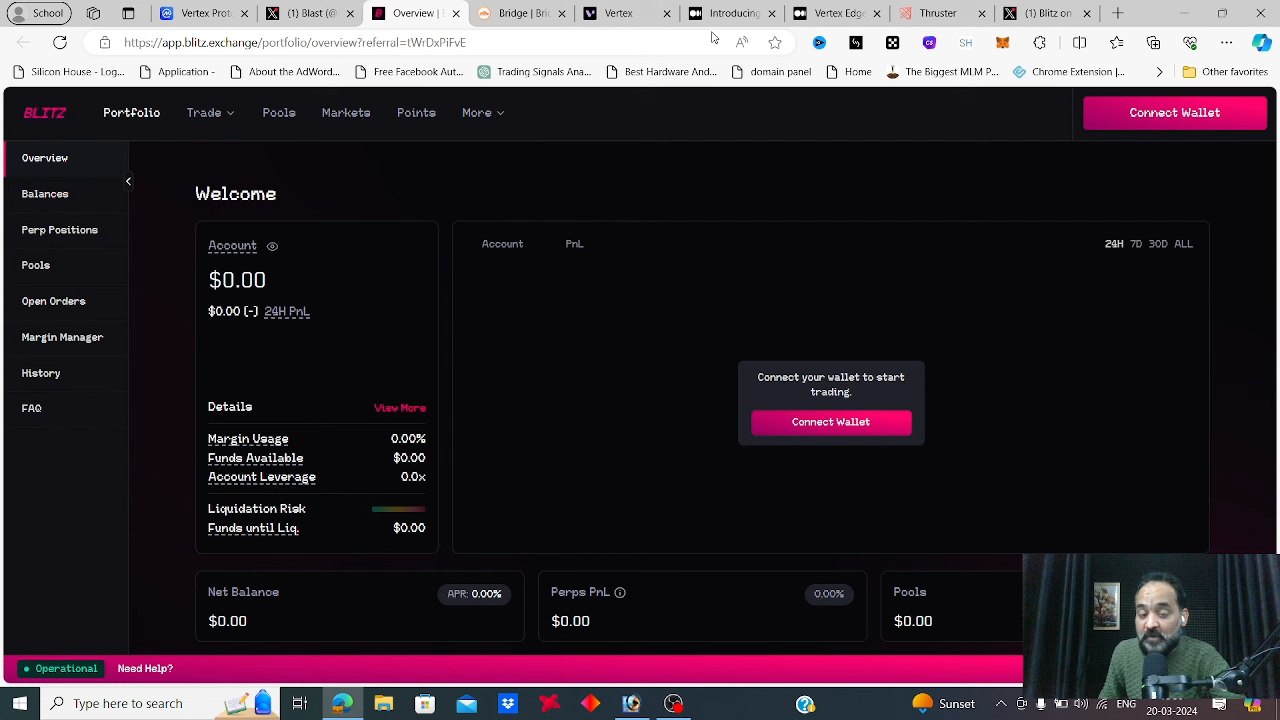 School
Vertex Prote
(1) Blast (@
Overview | E
Bridge | Bric
Vertex
Introducing
Vertex Edge
Thruster
(1) Blitz on
https://app.blitz.exchange/portfolio/overview?referral=tWrDxPiFvE
Silicon House - Log...
Application -
(Over) the AdWord...
Free Football Aut...
Trading Signals Ana...
Best Hardware And...
domain panel
Home
The Biggest MLM P...
Chrome Extension |...
Other favorites
BLITZ
Portfolio
Trade
Pools
Markets
Points
More
Connect Wallet
Overview
Balances
Perp Positions
Pools
Open Orders
Margin Manager
History
FAQ
Welcome
Account
$0.00
$0.00 (-) 24H PnL
Details
View More
Margin Usage
0.00%
Funds Available
$0.00
Account Leverage
0.0x
Liquidation Risk
Funds until Liq.
$0.00
Account
PnL
24H 7D 30D ALL
Connect your wallet to start
trading.
Connect Wallet
Net Balance
APR: 0.00%
$0.00
Perps PnL
0.00%
$0.00
Pools
$0.00
Operational
Need Help?
Type here to search
Sunset
ENG
20-03-2024